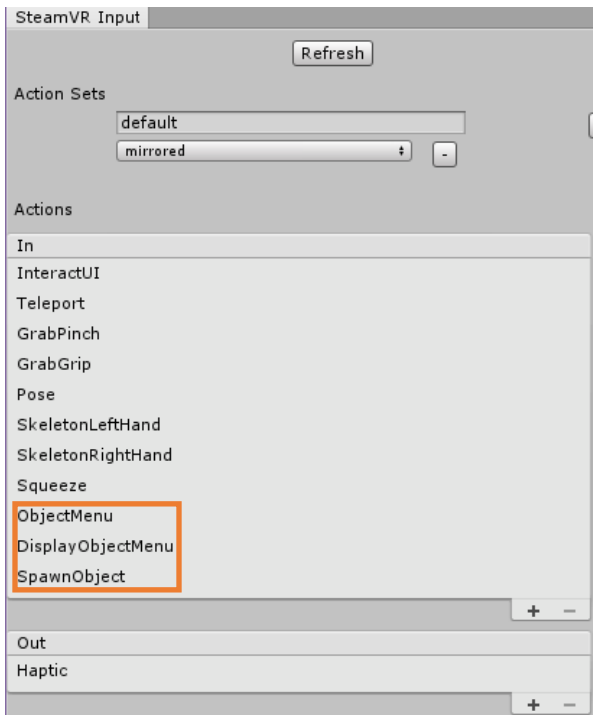 SteamVR Input
Refresh
Action Sets
default
mirrored
-
Actions
In
InteractUI
Teleport
GrabPinch
GrabGrip
Pose
SkeletonLeftHand
SkeletonRightHand
Squeeze
ObjectMenu
DisplayObjectMenu
SpawnObject
+ −
Out
Haptic
+ −